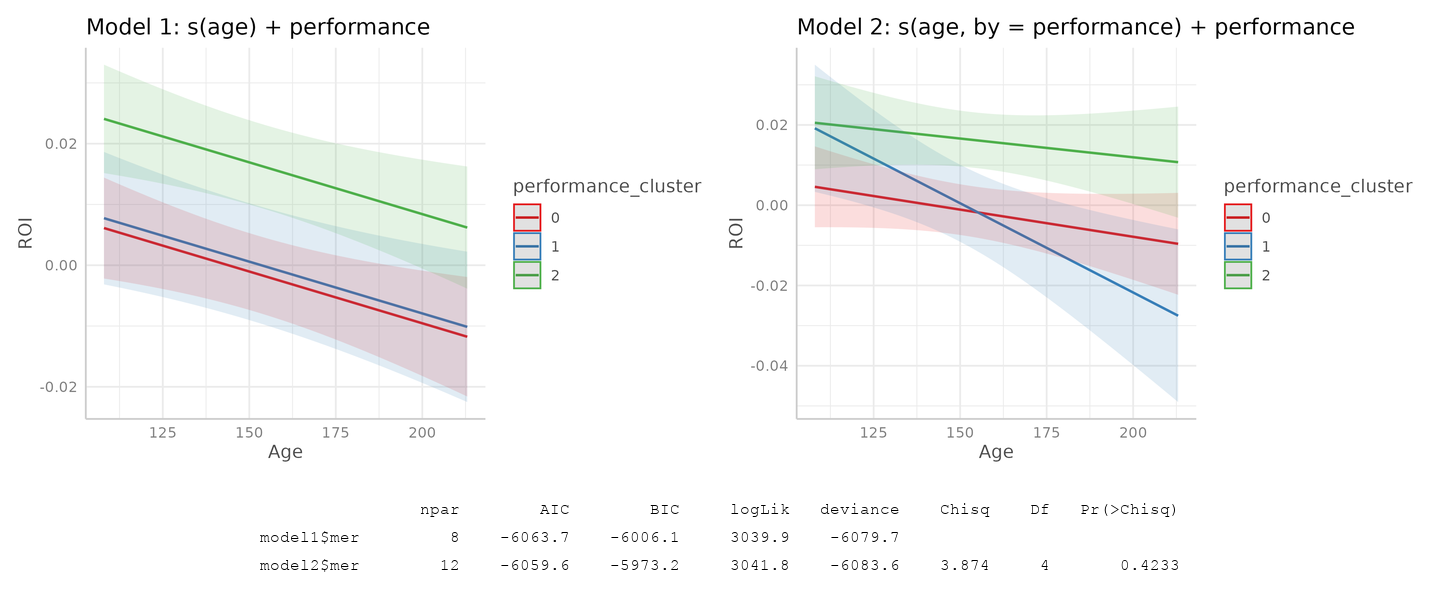 Model 1: s(age) + performance
0.02
0.00
-0.02
ROI
125 150 175 200
Age
performance_cluster
0
1
2
Model 2: s(age, by = performance) + performance
0.02
0.00
-0.02
-0.04
ROI
125 150 175 200
Age
performance_cluster
0
1
2
npar AIC BIC logLik deviance Chisq Df Pr(>Chisq)
model1$mer 8 -6063.7 -6006.1 3039.9 -6079.7
model2$mer 12 -6059.6 -5973.2 3041.8 -6083.6 3.874 4 0.4233